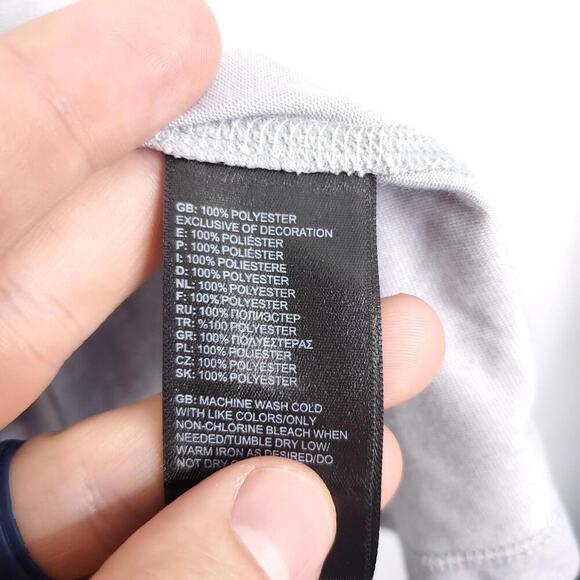 GB: 100% POLYESTER
EXCLUSIVE OF DECORATION
E: 100% POLIÉSTER
P: 100% POLIÉSTER
I: 100% POLIESTERE
D: 100% POLYESTER
NL: 100% POLYESTER
F: 100% POLYESTER
RU: 100% ПОЛИЭСТЕР
TR: %100 POLYESTER
GR: 100% ΠΟΛΥΕΣΤΕΡΑΣ
PL: 100% POLIESTER
CZ: 100% POLYESTER
SK: 100% POLYESTER
GB: MACHINE WASH COLD
WITH LIKE COLORS/ONLY
NON-CHLORINE BLEACH WHEN
NEEDED/TUMBLE DRY LOW/
WARM IRON AS DESIRED/DO
NOT DRY